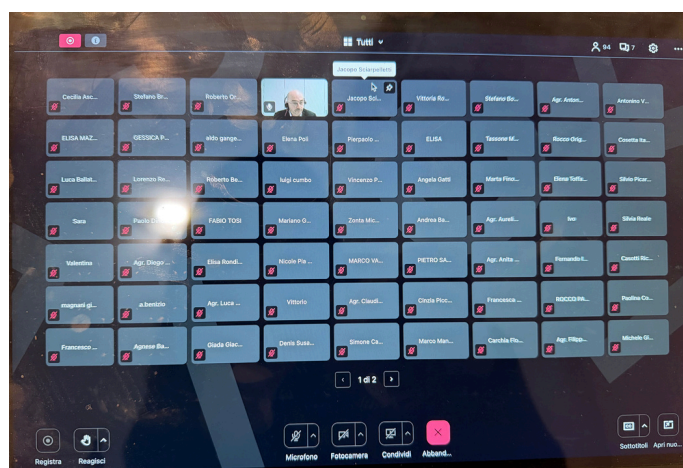 Tutti
94
7
Jacopo Sciarpelletti
Cecilia Asc...
Stefano Br...
Roberto Cr...
Jacopo Sci...
Vittoria Ro...
Stefano Ba...
Agr. Anton...
Antonino V...
ELISA MAZ...
GESSICA P...
aldo gange...
Elena Poli
Pierpaolo ...
ELISA
Tassone M...
Rocco Orig...
Cosetta Ita...
Luca Ballat...
Lorenzo Re...
Roberto Be...
luigi cumbo
Vincenzo P...
Angela Gatti
Marta Fino...
Elena Toffa...
Silvio Picar...
Sara
Paolo
FABIO TOSI
Mariano G...
Zonta Mic...
Andrea Ba...
Agr. Aureli...
Ivo
Silvia Reale
Valentina
Agr. Diego ...
Elisa Rondi...
Nicole Pia ...
MARCO VA...
PIETRO SA...
Agr. Anita ...
Fernando I...
Casotti Ric...
magnani gi...
a.benizio
Agr. Luca ...
Vittorio
Agr. Claudi...
Cinzia Picc...
Francesca ...
ROCCO PA...
Paolina Co...
Francesco ...
Agnese Ba...
Giada Giac...
Denis Susa...
Simone Ca...
Marco Man...
Carchia Flo...
Agr. Filipp...
Michele Gi...
1 di 2
Registra
Reagisci
Microfono
Fotocamera
Condividi
Abband...
Sottotitoli
Apri nuo...